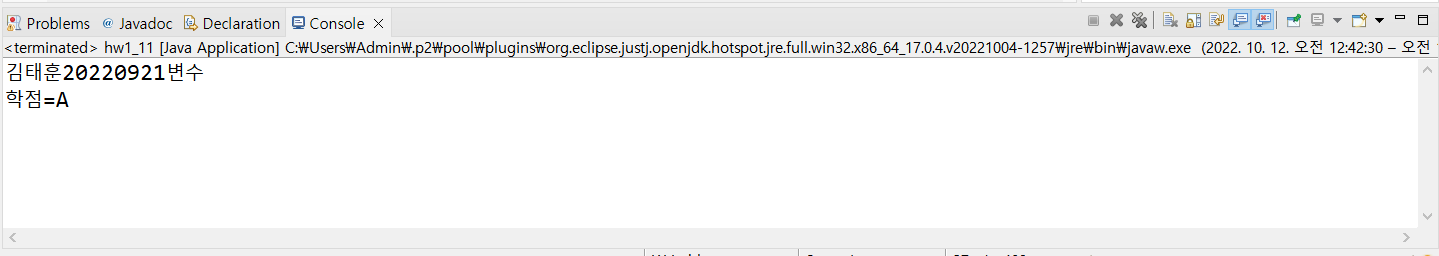 Problems @ Javadoc Declaration Console
<terminated> hw1_11 [Java Application] C:₩Users₩Admin₩.p2₩pool₩plugins₩org.eclipse.justj.openjdk.hotspot.jre.full.win32.x86_64_17.0.4.v20221004-1257₩jre₩bin₩javaw.exe (2022. 10. 12. 오전 12:42:30 – 오전
김태훈20220921변수
학점=A